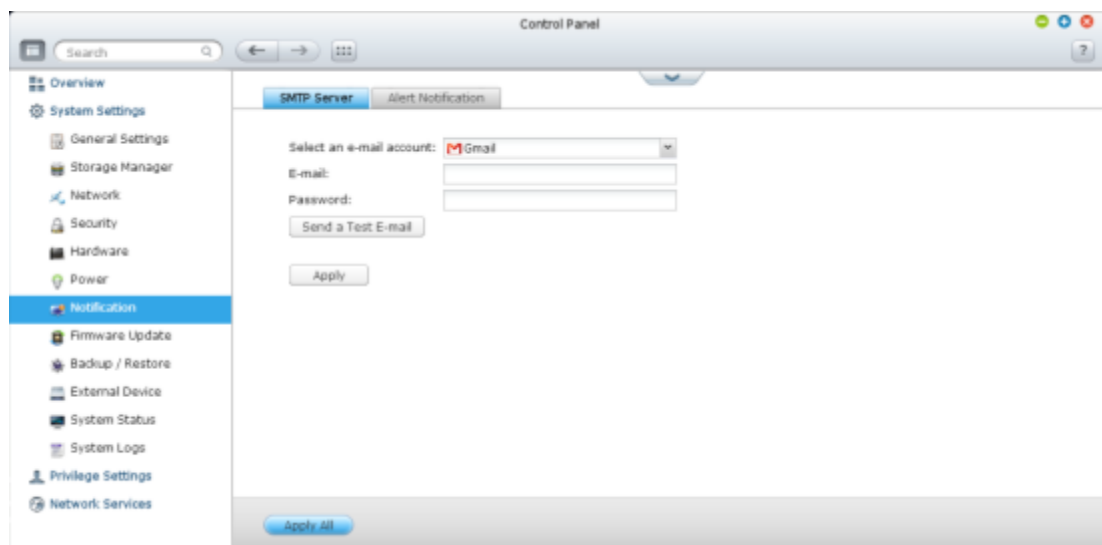 Control Panel
Search
?
Overview
System Settings
General Settings
Storage Manager
Network
Security
Hardware
Power
Notification
Firmware Update
Backup / Restore
External Device
System Status
System Logs
Privilege Settings
Network Services
SMTP Server
Alert Notification
Select an e-mail account: Gmail
E-mail:
Password:
Send a Test E-mail
Apply
Apply All